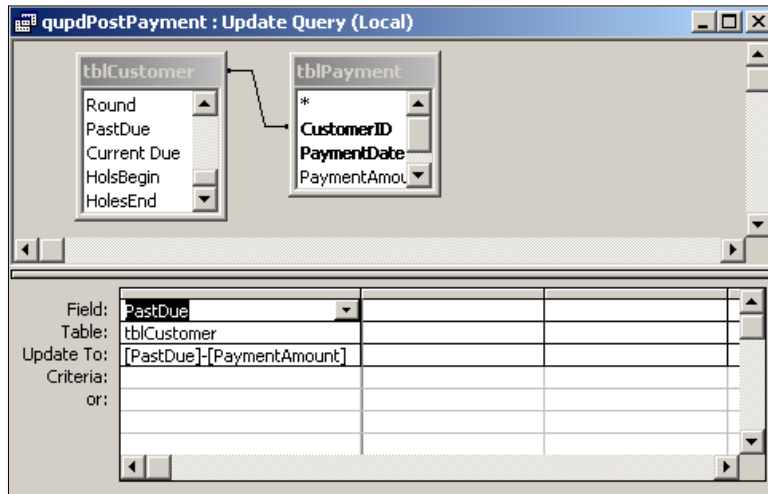 qupdPostPayment : Update Query (Local)
tblCustomer
Round
PastDue
Current Due
HolsBegin
HolesEnd
tblPayment
*
CustomerID
PaymentDate
PaymentAmou
Field: PastDue
Table: tblCustomer
Update To: [PastDue]-[PaymentAmount]
Criteria:
or: